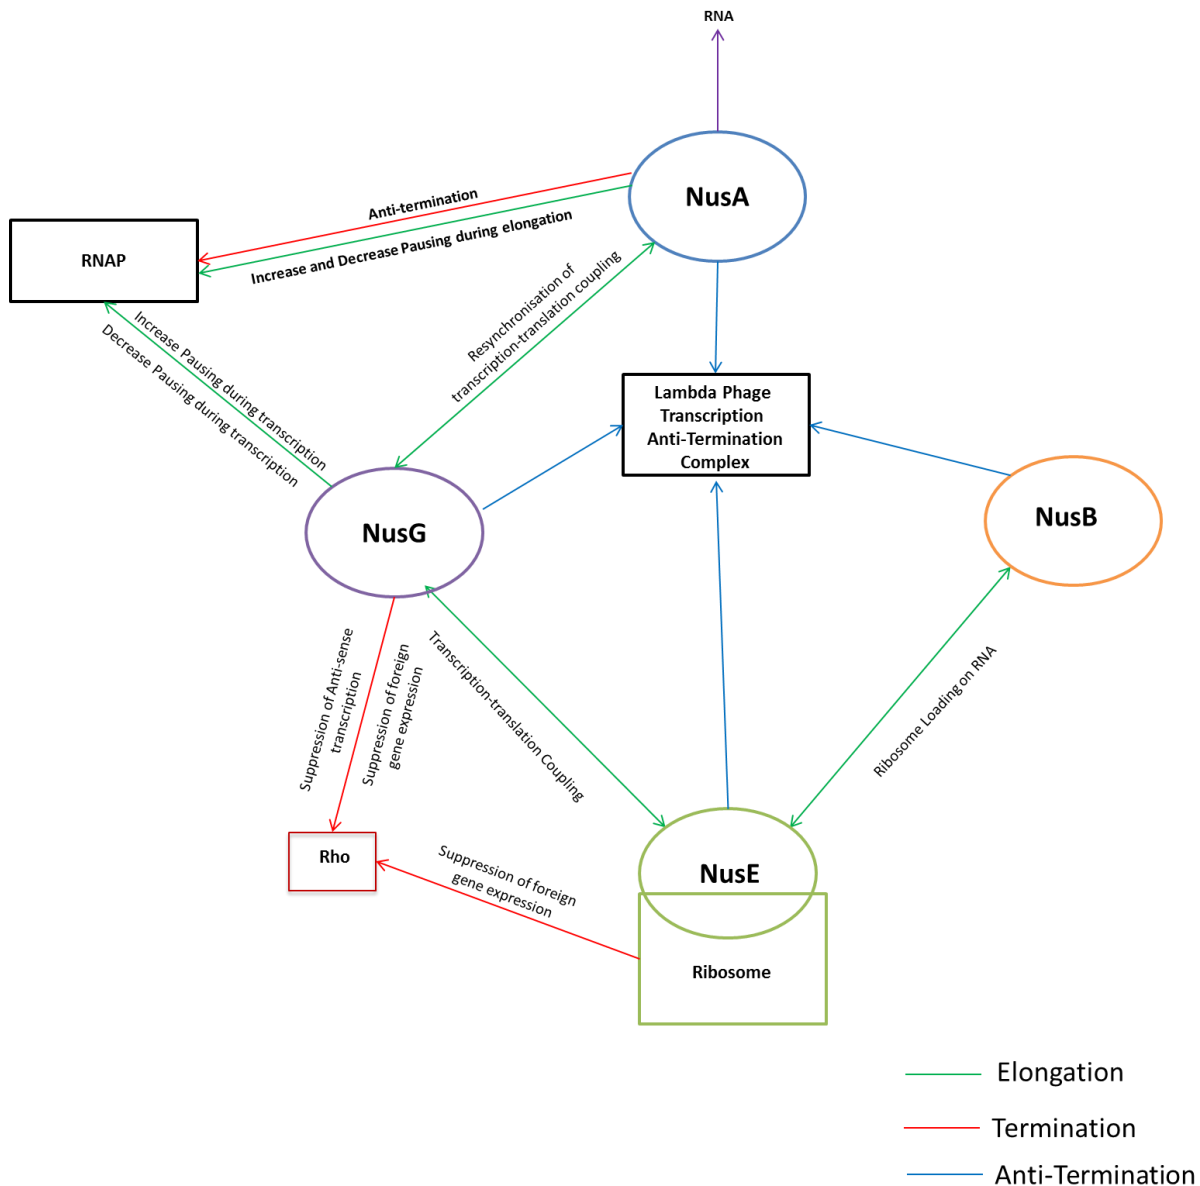 RNA
NusA
Anti-termination
Increase and Decrease Pausing during elongation
RNAP
Resynchronisation of
transcription-translation coupling
Increase Pausing during transcription
Decrease Pausing during transcription
Lambda Phage
Transcription
Anti-Termination
Complex
NusG
NusB
Suppression of Anti-sense
transcription
Suppression of foreign
gene expression
Transcription-translation Coupling
Ribosome Loading on RNA
Rho
Suppression of foreign
gene expression
NusE
Ribosome
Elongation
Termination
Anti-Termination